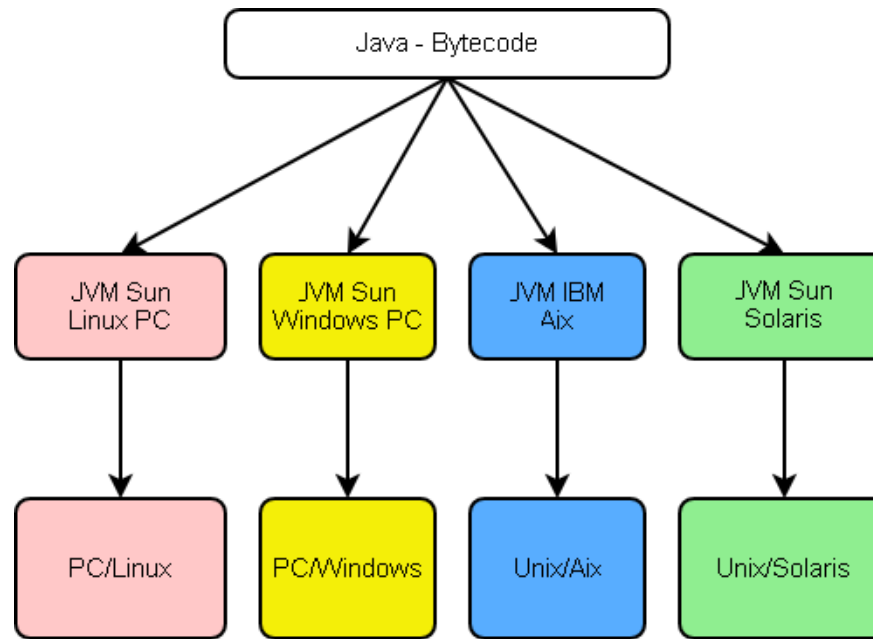 Java - Bytecode
JVM Sun
Linux PC
JVM Sun
Windows PC
JVM IBM
Aix
JVM Sun
Solaris
PC/Linux
PC/Windows
Unix/Aix
Unix/Solaris